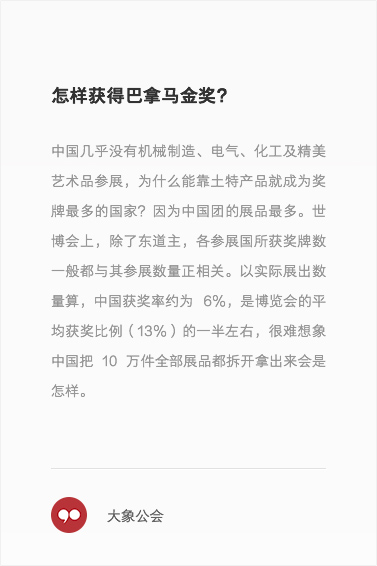 怎样获得巴拿马金奖？
中国几乎没有机械制造、电气、化工及精美
艺术品参展，为什么能靠土特产品就成为奖
牌最多的国家？因为中国团的展品最多。世
博会上，除了东道主，各参展国所获奖牌数
一般都与其参展数量正相关。以实际展出数
量算，中国获奖率约为 6%，是博览会的平
均获奖比例（13%）的一半左右，很难想象
中国把 10 万件全部展品都拆开拿出来会是
怎样。
大象公会